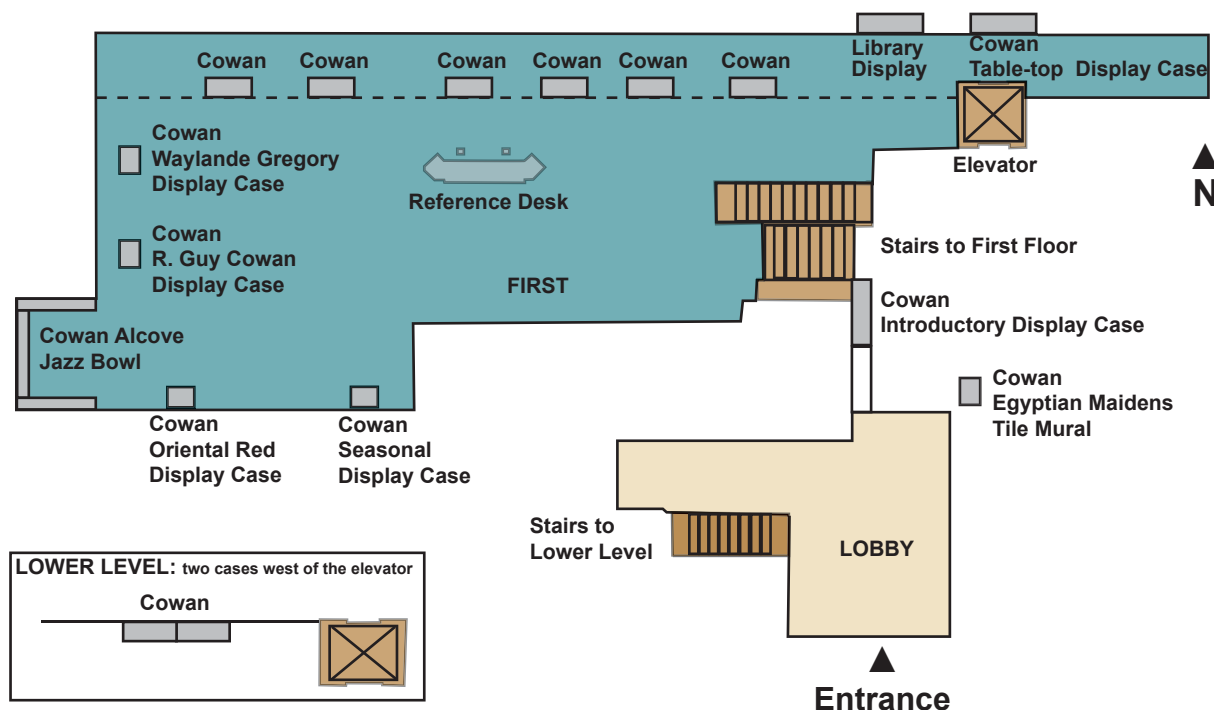 Cowan
Cowan
Cowan
Cowan
Cowan
Cowan
Library
Display
Cowan
Table-top Display Case
Cowan
Waylande Gregory
Display Case
Reference Desk
Elevator
N
Cowan
R. Guy Cowan
Display Case
Stairs to First Floor
FIRST
Cowan
Introductory Display Case
Cowan Alcove
Jazz Bowl
Cowan
Egyptian Maidens
Tile Mural
Cowan
Oriental Red
Display Case
Cowan
Seasonal
Display Case
Stairs to
Lower Level
LOBBY
LOWER LEVEL: two cases west of the elevator
Cowan
Entrance